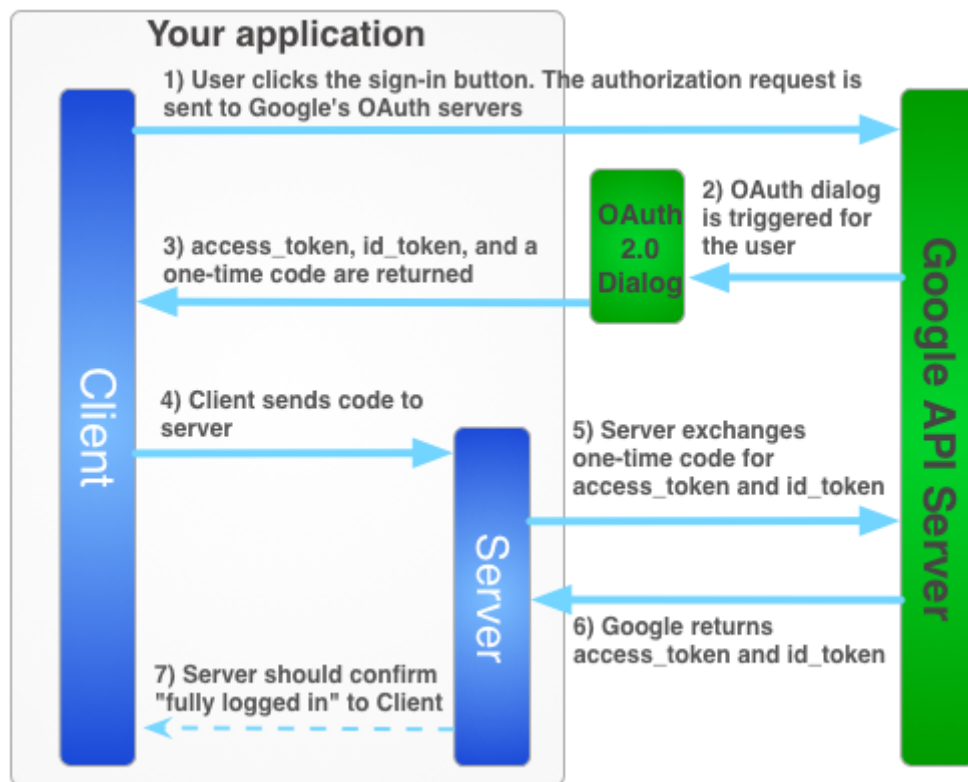 Your application
1) User clicks the sign-in button. The authorization request is
sent to Google's OAuth servers
OAuth
2.0
Dialog
2) OAuth dialog
is triggered for
the user
3) access_token, id_token, and a
one-time code are returned
Client
Google API Server
4) Client sends code to
server
Server
5) Server exchanges
one-time code for
access_token and id_token
6) Google returns
access_token and id_token
7) Server should confirm
"fully logged in" to Client